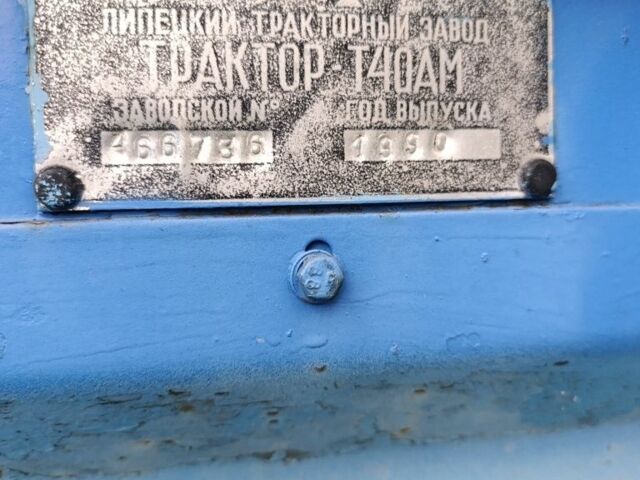 ЛИПЕЦКИЙ ТРАКТОРНЫЙ ЗАВОД
ТРАКТОР-Т40АМ
ЗАВОДСКОЙ № ГОД ВЫПУСКА
466736 1990